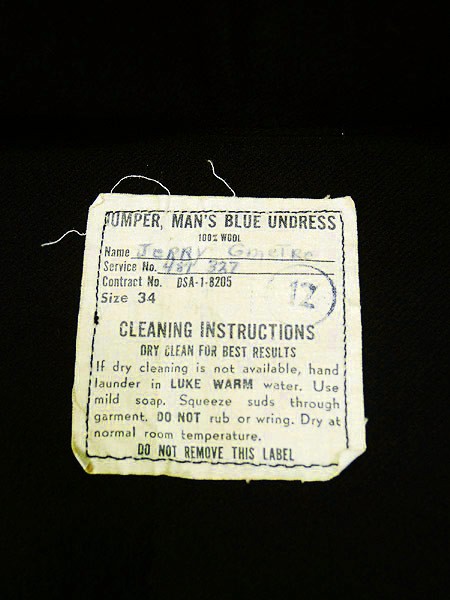 JUMPER, MAN'S BLUE UNDRESS
100% WOOL
Name JERRY
Service No. 327
Contract No. DSA-1-8205
Size 34
12
CLEANING INSTRUCTIONS
DRY CLEAN FOR BEST RESULTS
If dry cleaning is not available, hand
launder in LUKE WARM water. Use
mild soap. Squeeze suds through
garment. DO NOT rub or wring. Dry at
normal room temperature.
DO NOT REMOVE THIS LABEL